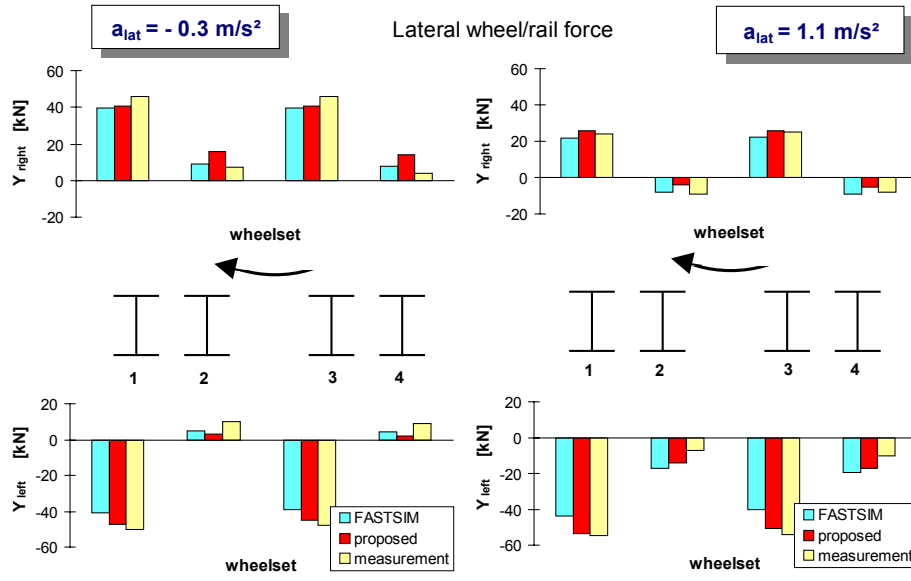 a_lat = - 0.3 m/s²
Lateral wheel/rail force
a_lat = 1.1 m/s²
Y right [kN]
60
40
20
0
-20
wheelset
Y right [kN]
60
40
20
0
-20
wheelset
1 2 3 4
1 2 3 4
Y left [kN]
20
0
-20
-40
-60
FASTSIM
proposed
measurement
wheelset
Y left [kN]
20
0
-20
-40
-60
FASTSIM
proposed
measurement
wheelset